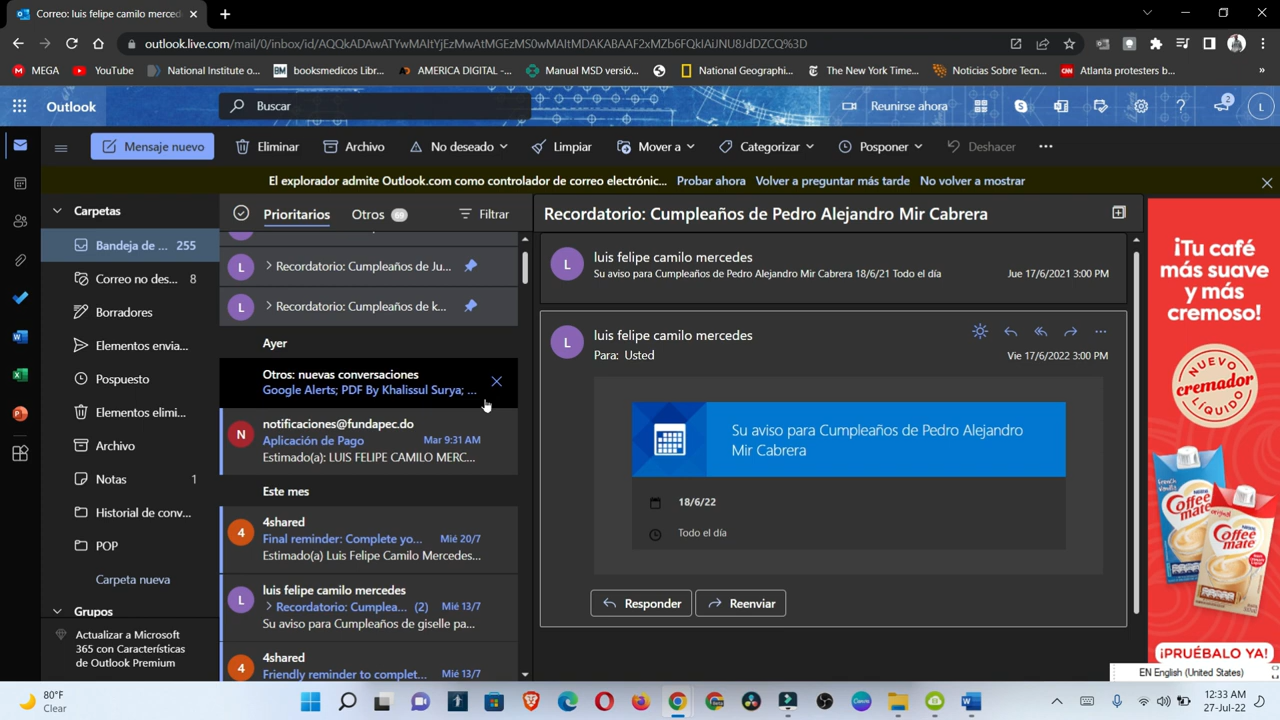 Correo: luis felipe camilo merced
outlook.live.com/mail/0/inbox/id/AQQkADAwATYwMAItYjEzMwAtMGEzMS0wMAItMDAKABAAF2xMZb6FQkIAiJNU8JdDZCQ%3D
MEGA
YouTube
National Institute o...
booksmedicos Libr...
AMERICA DIGITAL -...
Manual MSD versió...
National Geographi...
The New York Time...
Noticias Sobre Tecn...
Atlanta protesters b...
»
Outlook
Buscar
Reunirse ahora
2
L
Mensaje nuevo
Eliminar
Archivo
No deseado
Limpiar
Mover a
Categorizar
Posponer
Deshacer
El explorador admite Outlook.com como controlador de correo electrónic...
Probar ahora
Volver a preguntar más tarde
No volver a mostrar
Carpetas
Bandeja de ... 255
Correo no des... 8
Borradores
Elementos envia...
Pospuesto
Elementos elimi...
Archivo
Notas 1
Historial de conv...
POP
Carpeta nueva
Grupos
Actualizar a Microsoft
365 con Características
de Outlook Premium
Prioritarios
Otros 69
Filtrar
L
Recordatorio: Cumpleaños de Ju...
L
Recordatorio: Cumpleaños de k...
Ayer
Otros: nuevas conversaciones
Google Alerts; PDF By Khalissul Surya; ...
N
notificaciones@fundapec.do
Aplicación de Pago Mar 9:31 AM
Estimado(a): LUIS FELIPE CAMILO MERC...
Este mes
4
4shared
Final reminder: Complete yo... Mié 20/7
Estimado(a) Luis Felipe Camilo Mercedes...
L
luis felipe camilo mercedes
Recordatorio: Cumplea... (2) Mié 13/7
Su aviso para Cumpleaños de giselle pa...
4
4shared
Friendly reminder to complet... Mié 13/7
Recordatorio: Cumpleaños de Pedro Alejandro Mir Cabrera
L
luis felipe camilo mercedes
Su aviso para Cumpleaños de Pedro Alejandro Mir Cabrera 18/6/21 Todo el día
Jue 17/6/2021 3:00 PM
L
luis felipe camilo mercedes
Para: Usted
Vie 17/6/2022 3:00 PM
Su aviso para Cumpleaños de Pedro Alejandro
Mir Cabrera
18/6/22
Todo el día
Responder
Reenviar
¡Tu café
más suave
y más
cremoso!
NUEVO
cremador
LÍQUIDO
French Vanilla
Coffee
mate
original
Coffee
mate
¡PRUÉBALO YA!
EN English (United States)
80°F
Clear
12:33 AM
27-Jul-22